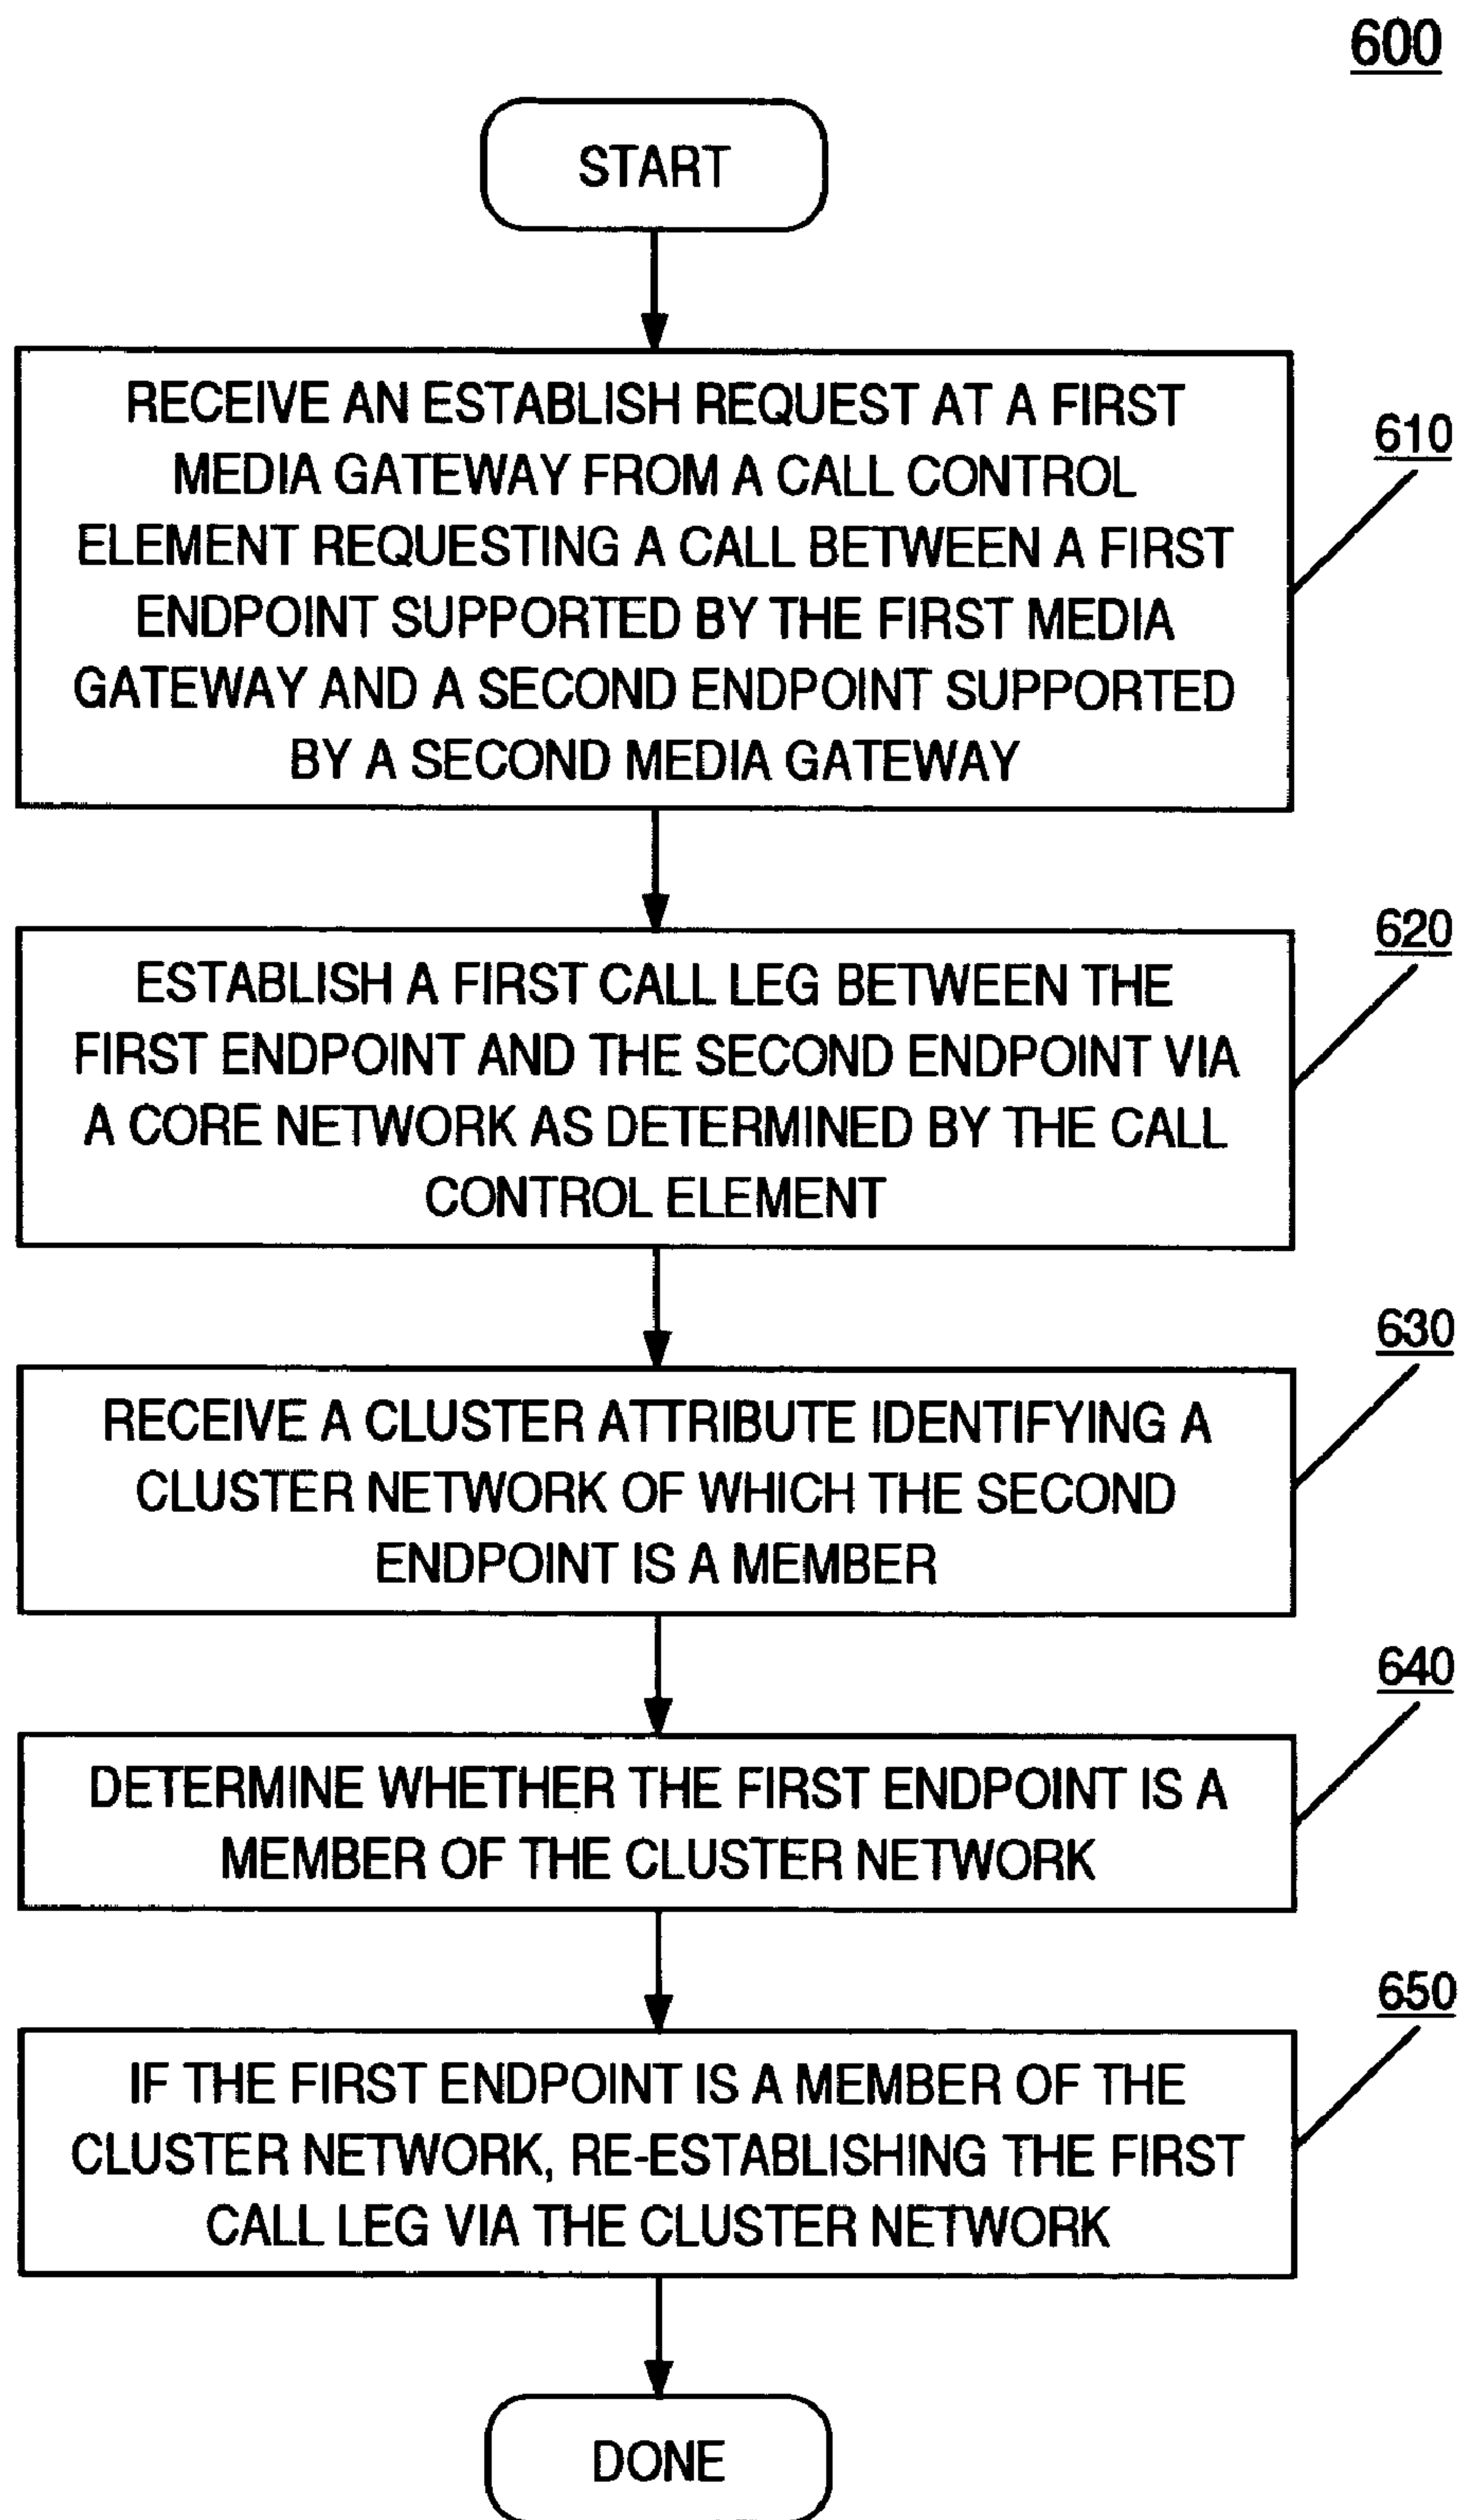 600
START
RECEIVE AN ESTABLISH REQUEST AT A FIRST
MEDIA GATEWAY FROM A CALL CONTROL
ELEMENT REQUESTING A CALL BETWEEN A FIRST
ENDPOINT SUPPORTED BY THE FIRST MEDIA
GATEWAY AND A SECOND ENDPOINT SUPPORTED
BY A SECOND MEDIA GATEWAY
610
ESTABLISH A FIRST CALL LEG BETWEEN THE
FIRST ENDPOINT AND THE SECOND ENDPOINT VIA
A CORE NETWORK AS DETERMINED BY THE CALL
CONTROL ELEMENT
620
RECEIVE A CLUSTER ATTRIBUTE IDENTIFYING A
CLUSTER NETWORK OF WHICH THE SECOND
ENDPOINT IS A MEMBER
630
DETERMINE WHETHER THE FIRST ENDPOINT IS A
MEMBER OF THE CLUSTER NETWORK
640
IF THE FIRST ENDPOINT IS A MEMBER OF THE
CLUSTER NETWORK, RE-ESTABLISHING THE FIRST
CALL LEG VIA THE CLUSTER NETWORK
650
DONE